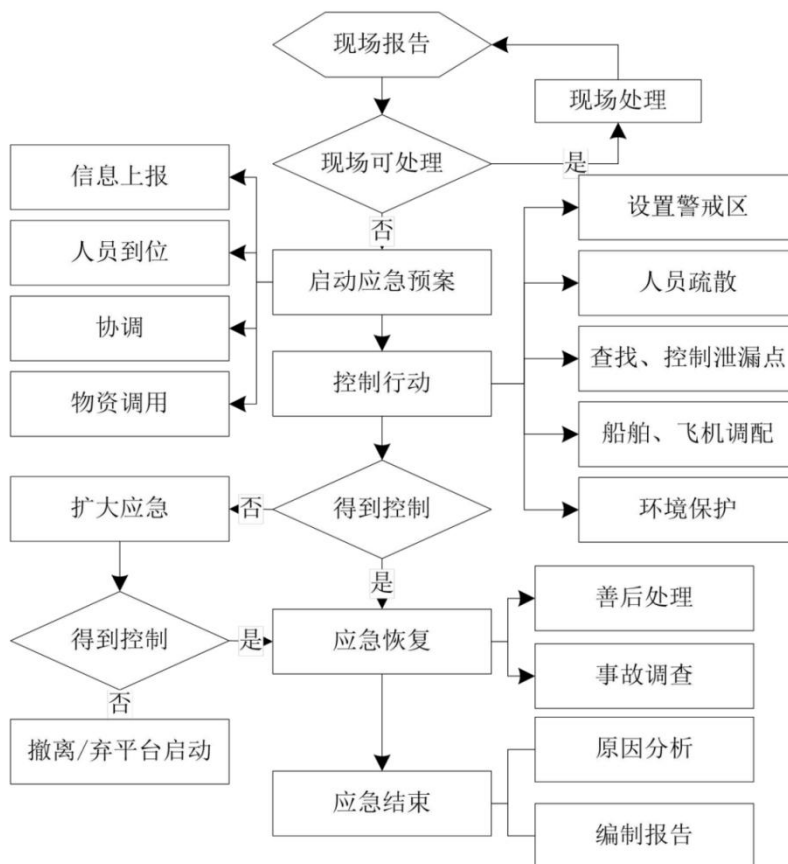 现场报告
现场处理
现场可处理
是
信息上报
设置警戒区
否
人员到位
启动应急预案
人员疏散
协调
控制行动
查找、控制泄漏点
物资调用
船舶、飞机调配
扩大应急
否
得到控制
环境保护
是
善后处理
得到控制
是
应急恢复
事故调查
否
撤离/弃平台启动
原因分析
应急结束
编制报告